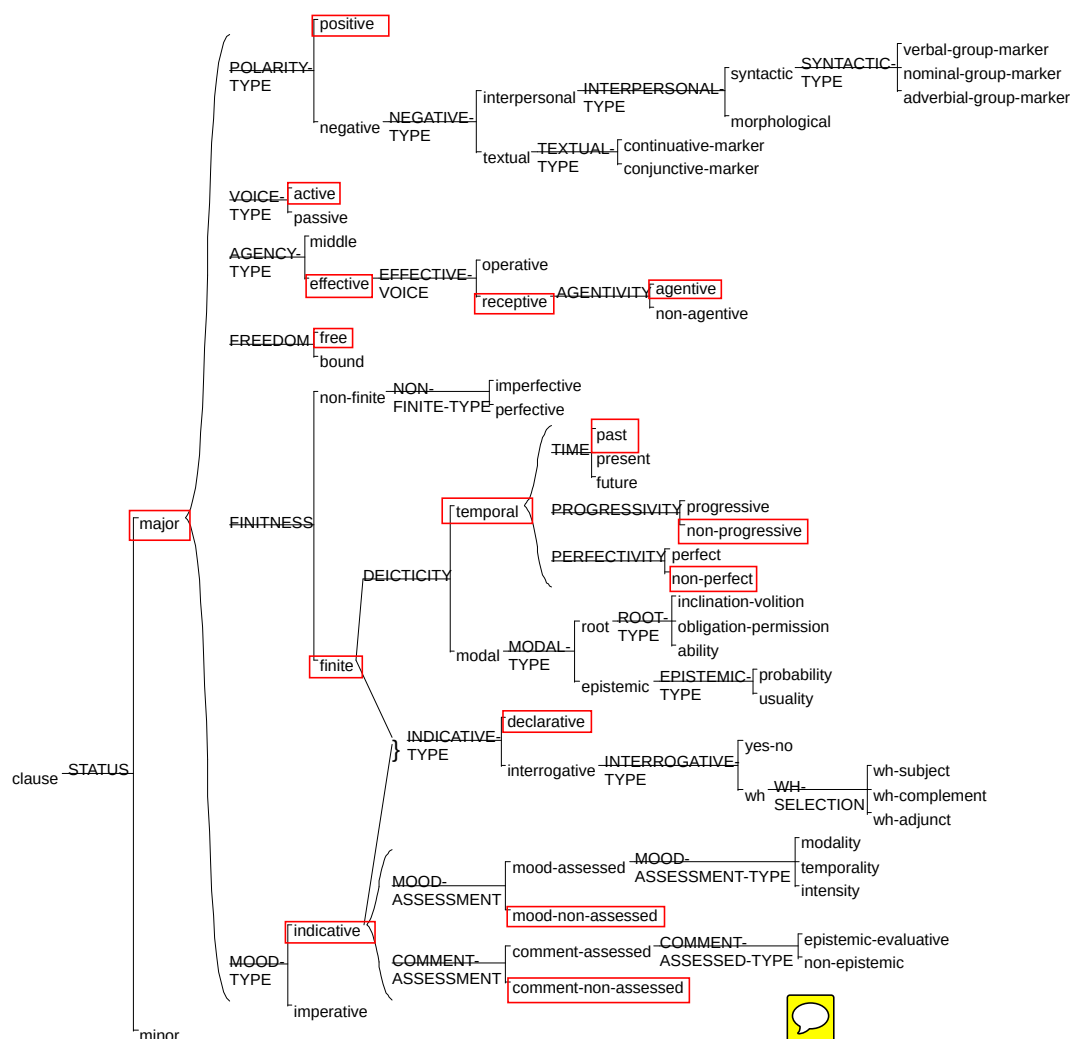 positive
verbal-group-marker
POLARITY-
TYPE
syntactic
SYNTACTIC-
TYPE
nominal-group-marker
adverbial-group-marker
negative
NEGATIVE-
TYPE
interpersonal
INTERPERSONAL-
TYPE
morphological
textual
TEXTUAL-
TYPE
continuative-marker
conjunctive-marker
VOICE-
TYPE
active
passive
AGENCY-
TYPE
middle
effective
EFFECTIVE-
VOICE
operative
receptive
AGENTIVITY
agentive
non-agentive
FREEDOM
free
bound
FINITNESS
non-finite
NON-
FINITE-TYPE
imperfective
perfective
finite
DEICTICITY
temporal
TIME
past
present
future
PROGRESSIVITY
progressive
non-progressive
PERFECTIVITY
perfect
non-perfect
modal
MODAL-
TYPE
root
ROOT-
TYPE
inclination-volition
obligation-permission
ability
epistemic
EPISTEMIC-
TYPE
probability
usuality
}
INDICATIVE-
TYPE
declarative
interrogative
INTERROGATIVE-
TYPE
yes-no
wh
WH-
SELECTION
wh-subject
wh-complement
wh-adjunct
clause
STATUS
major
minor
MOOD-
TYPE
indicative
imperative
MOOD-
ASSESSMENT
mood-assessed
MOOD-
ASSESSMENT-TYPE
modality
temporality
intensity
mood-non-assessed
COMMENT-
ASSESSMENT
comment-assessed
COMMENT-
ASSESSED-TYPE
epistemic-evaluative
non-epistemic
comment-non-assessed